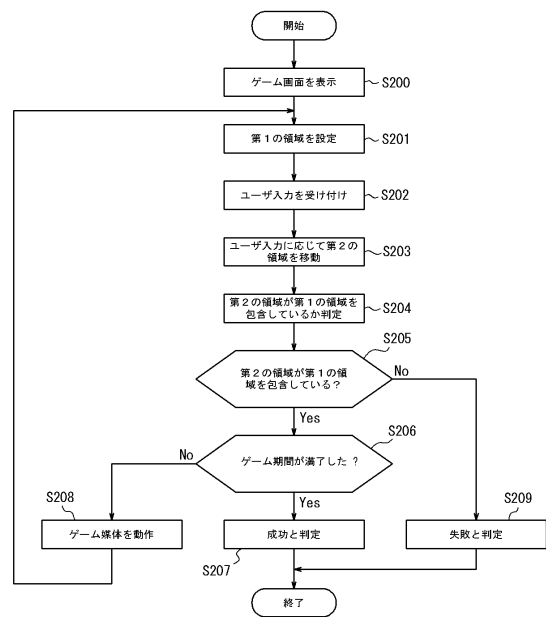 開始
ゲーム画面を表示
S200
第1の領域を設定
S201
ユーザ入力を受け付け
S202
ユーザ入力に応じて第2の
領域を移動
S203
第2の領域が第1の領域を
包含しているか判定
S204
S205
第2の領域が第1の領
域を包含している?
No
Yes
S206
ゲーム期間が満了した ?
No
Yes
S208
ゲーム媒体を動作
成功と判定
S207
S209
失敗と判定
終了